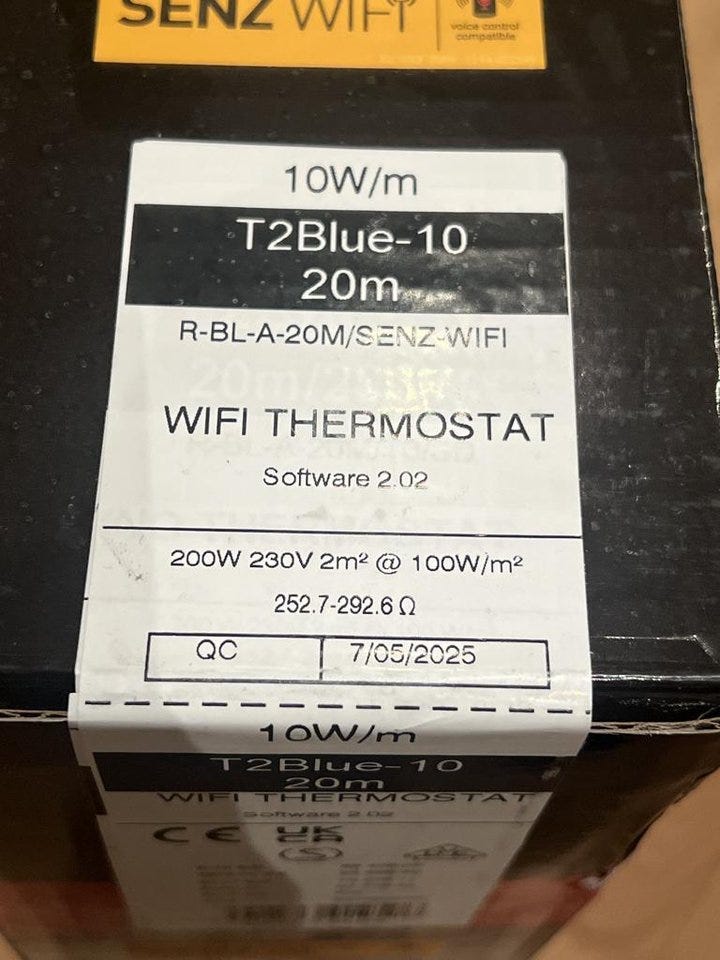 SENZ WIFI
voice control
compatible
10W/m
T2Blue-10
20m
R-BL-A-20M/SENZ-WIFI
WIFI THERMOSTAT
Software 2.02
200W 230V 2m² @ 100W/m²
252.7-292.6 Ω
QC 7/05/2025
10W/m
T2Blue-10
20m
WIFI THERMOSTAT
Software 2.02
CE UK
CA
S